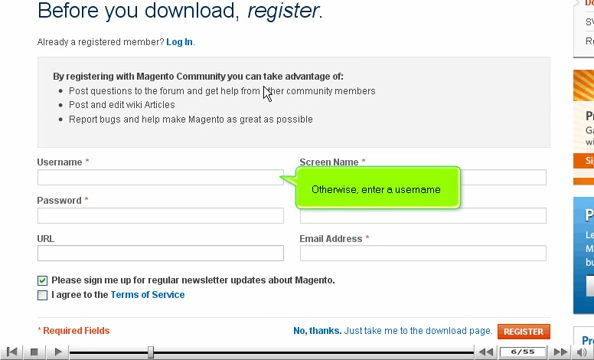 Before you download, register.
Already a registered member? Log In.
By registering with Magento Community you can take advantage of:
Post questions to the forum and get help from other community members
Post and edit wiki Articles
Report bugs and help make Magento as great as possible
Username *
Screen Name *
Otherwise, enter a username
Password *
URL
Email Address *
Please sign me up for regular newsletter updates about Magento.
I agree to the Terms of Service
* Required Fields
No, thanks. Just take me to the download page.
REGISTER
6/55